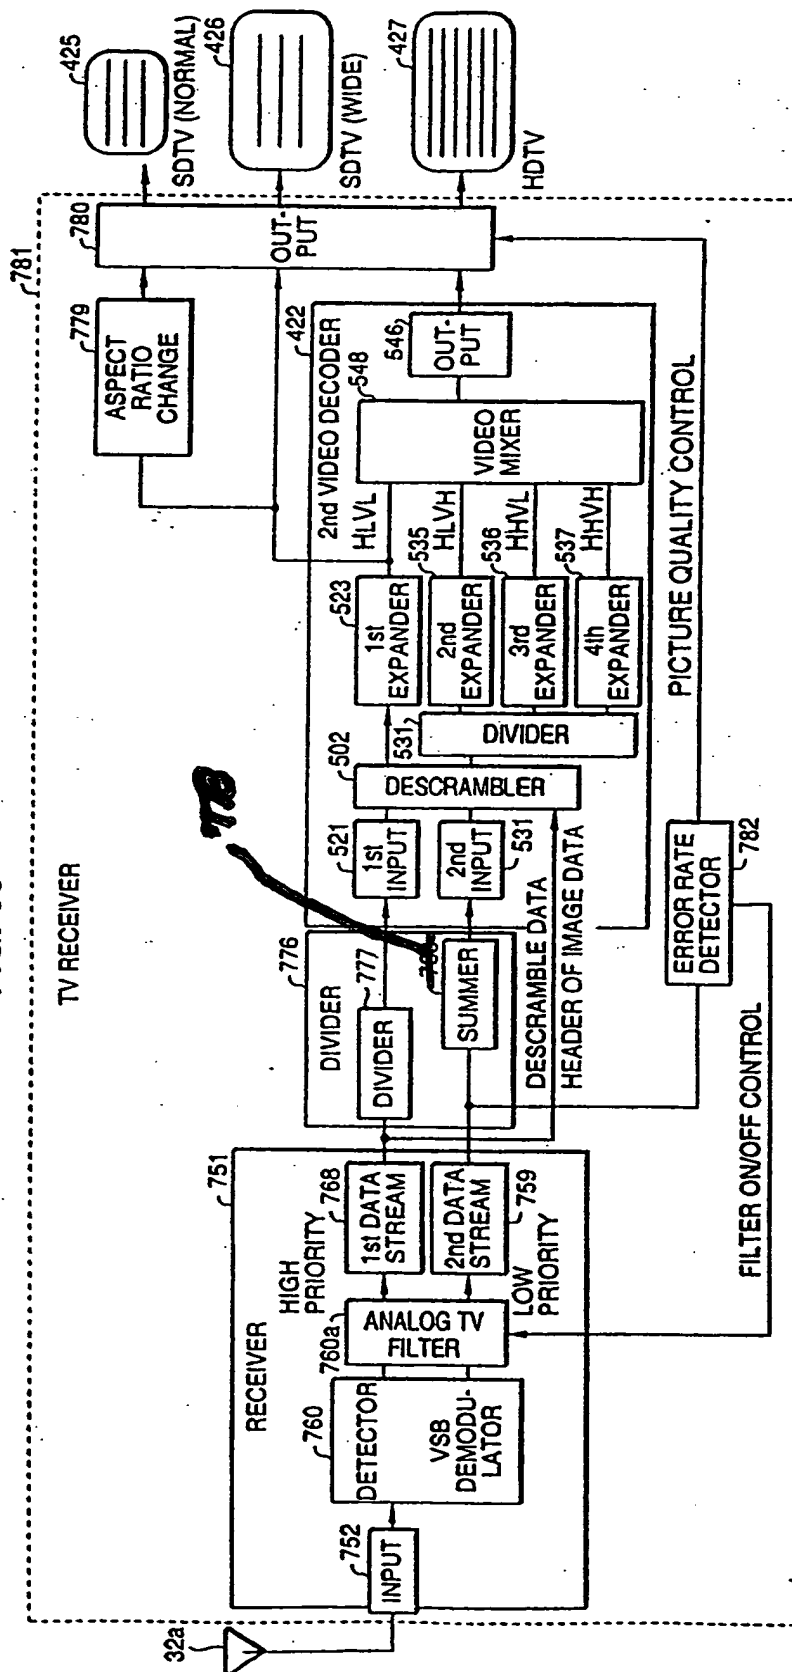 TV RECEIVER
781
32a
751
RECEIVER
752
INPUT
760
DETECTOR
VSB
DEMODU-
LATOR
760a
ANALOG TV
FILTER
HIGH
PRIORITY
768
1st DATA
STREAM
2nd DATA
STREAM
759
LOW
PRIORITY
776
DIVIDER
777
DIVIDER
SUMMER
DESCRAMBLE DATA
HEADER OF IMAGE DATA
422
2nd VIDEO DECODER
521
1st
INPUT
2nd
INPUT
531
502
DESCRAMBLER
531
DIVIDER
523
1st
EXPANDER
535
2nd
EXPANDER
536
3rd
EXPANDER
537
4th
EXPANDER
HLVL
HLVH
HHVL
HHVH
548
VIDEO
MIXER
546
OUT-
PUT
779
ASPECT
RATIO
CHANGE
780
OUT-
PUT
425
SDTV (NORMAL)
426
SDTV (WIDE)
427
HDTV
ERROR RATE
DETECTOR
782
PICTURE QUALITY CONTROL
FILTER ON/OFF CONTROL